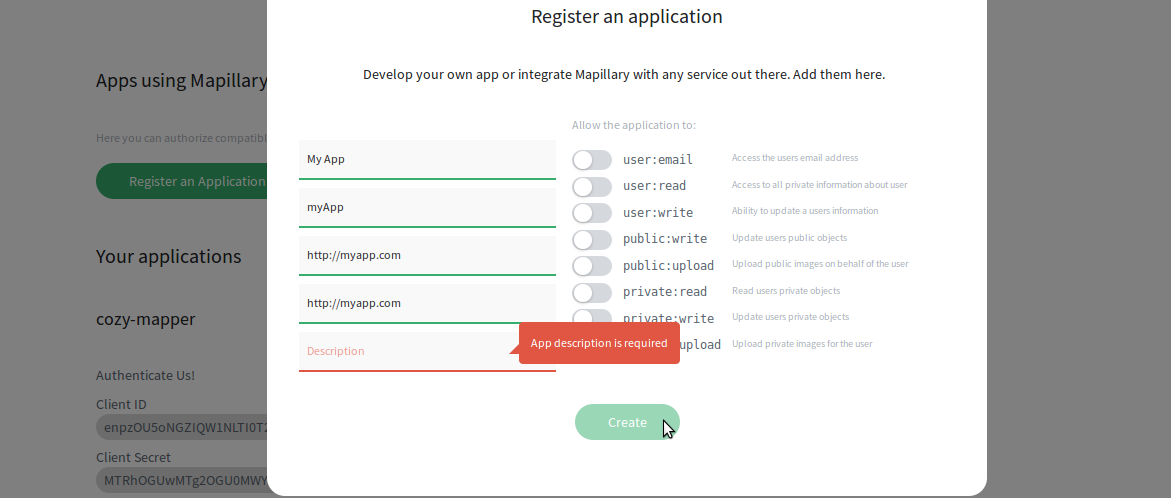 Register an application
Develop your own app or integrate Mapillary with any service out there. Add them here.
Apps using Mapillary
Here you can authorize
Register an Application
Your applications
cozy-mapper
Authenticate Us!
Client ID
Client Secret
My App
myApp
http://myapp.com
http://myapp.com
Description
App description is required
Allow the application to:
user:email Access the users email address
user:read Access to all private information about user
user:write Ability to update a users information
public:write Update users public objects
public:upload Upload public images on behalf of the user
private:read Read users private objects
private:write Update users private objects
upload Upload private images for the user
Create